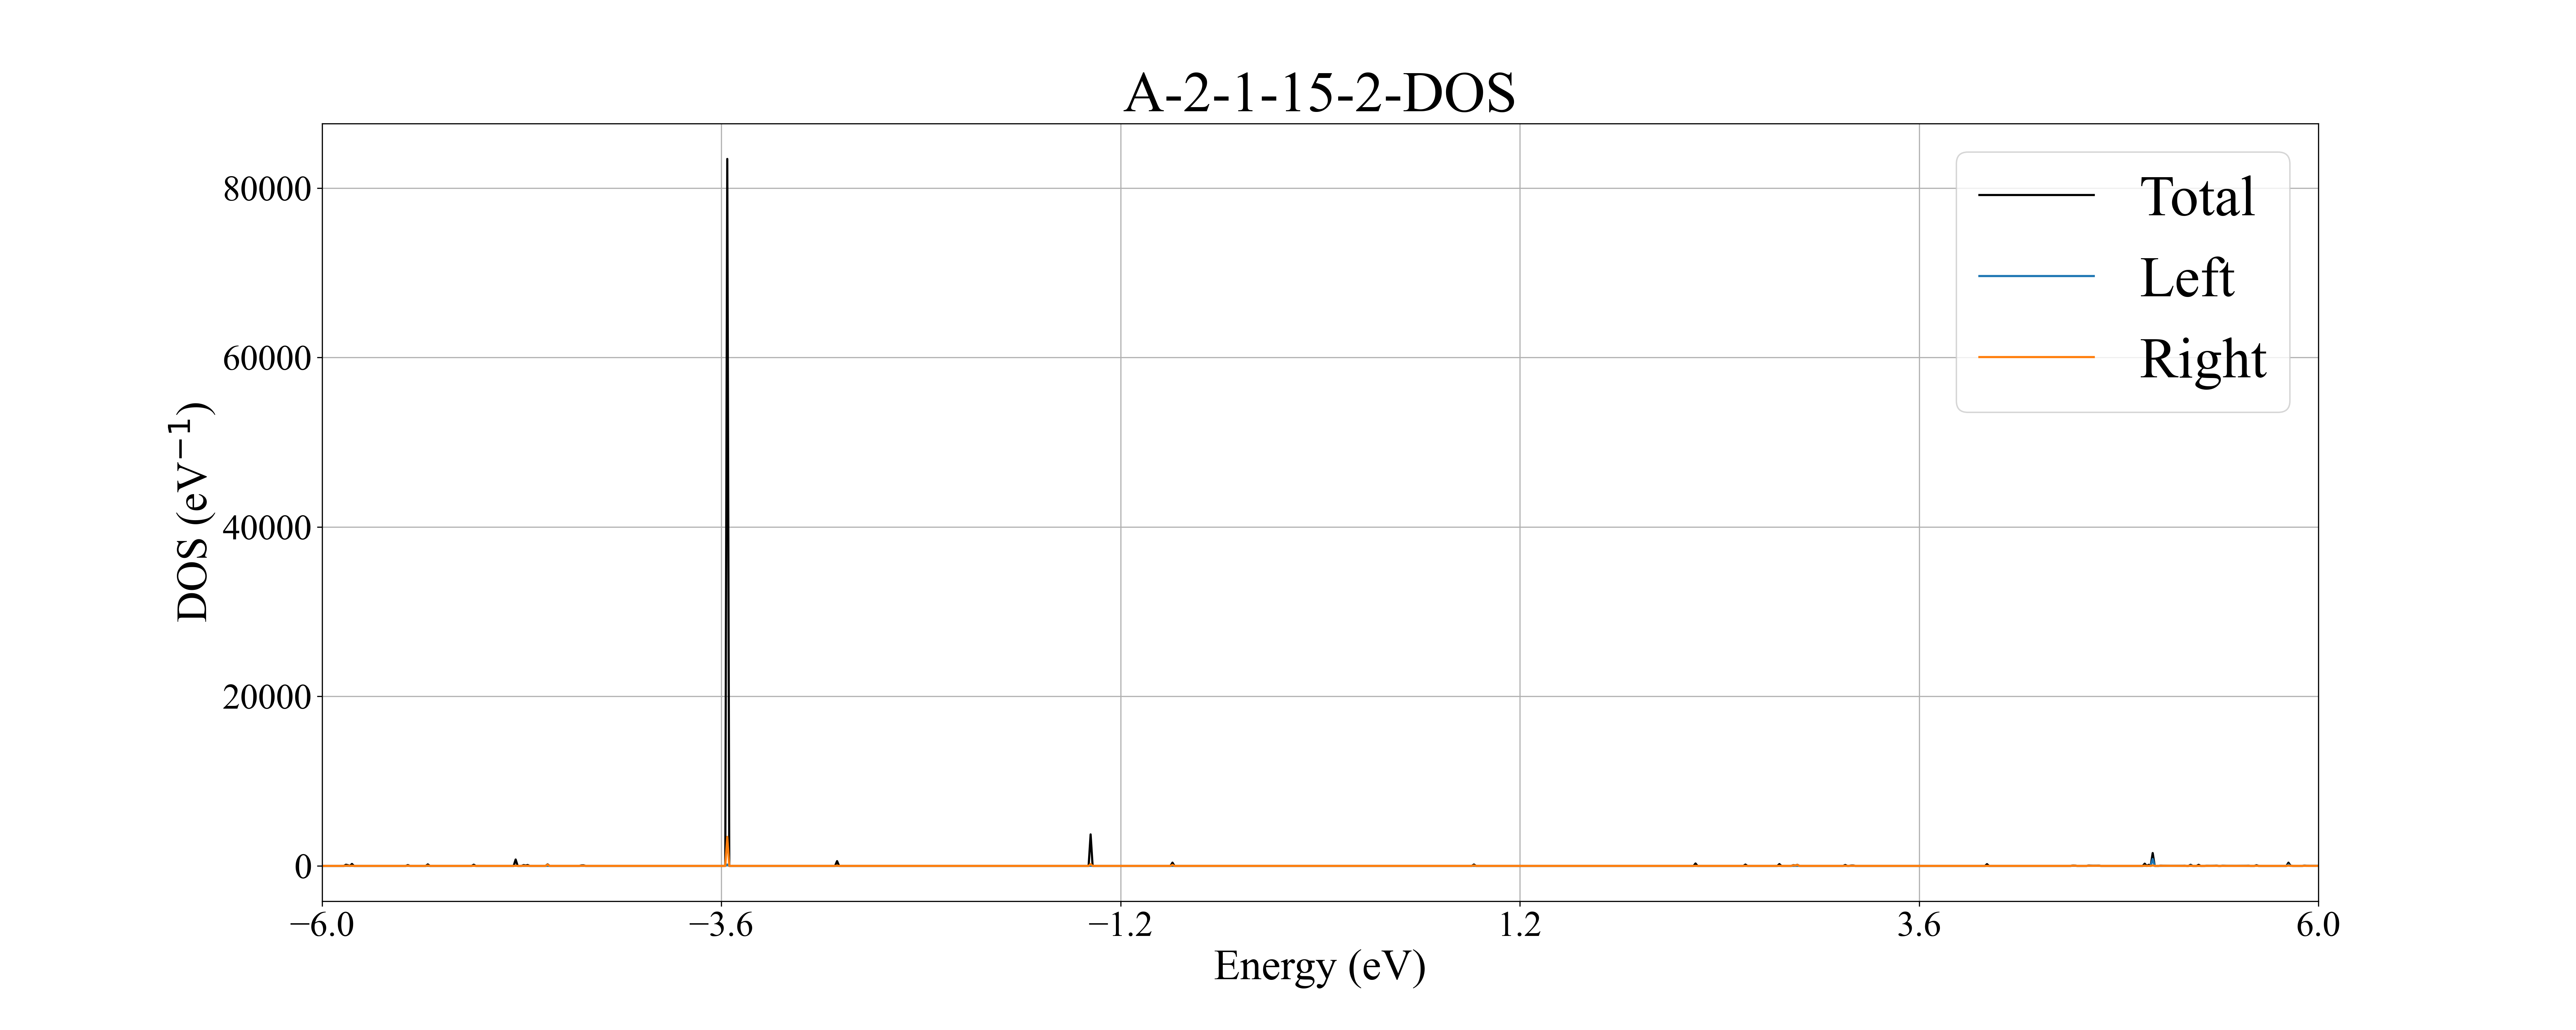 A-2-1-15-2-DOS
DOS (eV⁻¹)
80000
60000
40000
20000
0
Total
Left
Right
−6.0 −3.6 −1.2 1.2 3.6 6.0
Energy (eV)